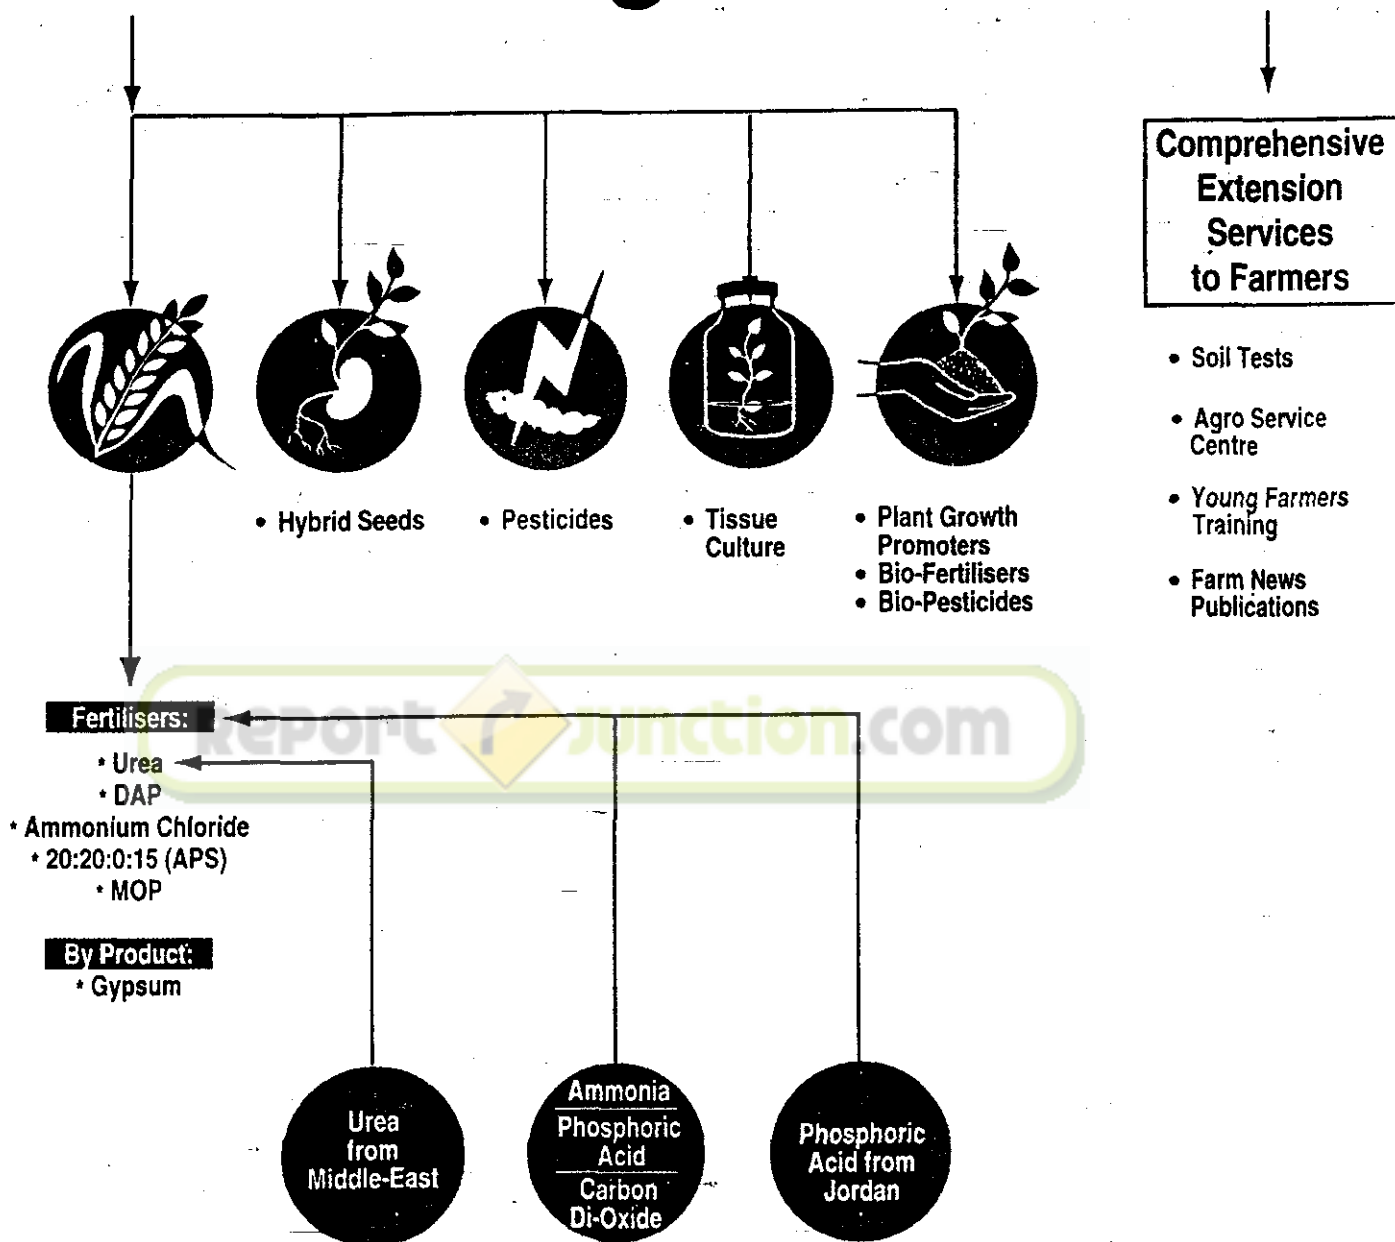 Comprehensive
Extension
Services
to Farmers
• Soil Tests
• Agro Service
Centre
• Young Farmers
Training
• Farm News
Publications
• Hybrid Seeds
• Pesticides
• Tissue
Culture
• Plant Growth
Promoters
• Bio-Fertilisers
• Bio-Pesticides
Fertilisers:
* Urea
* DAP
* Ammonium Chloride
* 20:20:0:15 (APS)
* MOP
By Product:
* Gypsum
Report Junction.com
Urea
from
Middle-East
Ammonia
Phosphoric
Acid
Carbon
Di-Oxide
Phosphoric
Acid from
Jordan